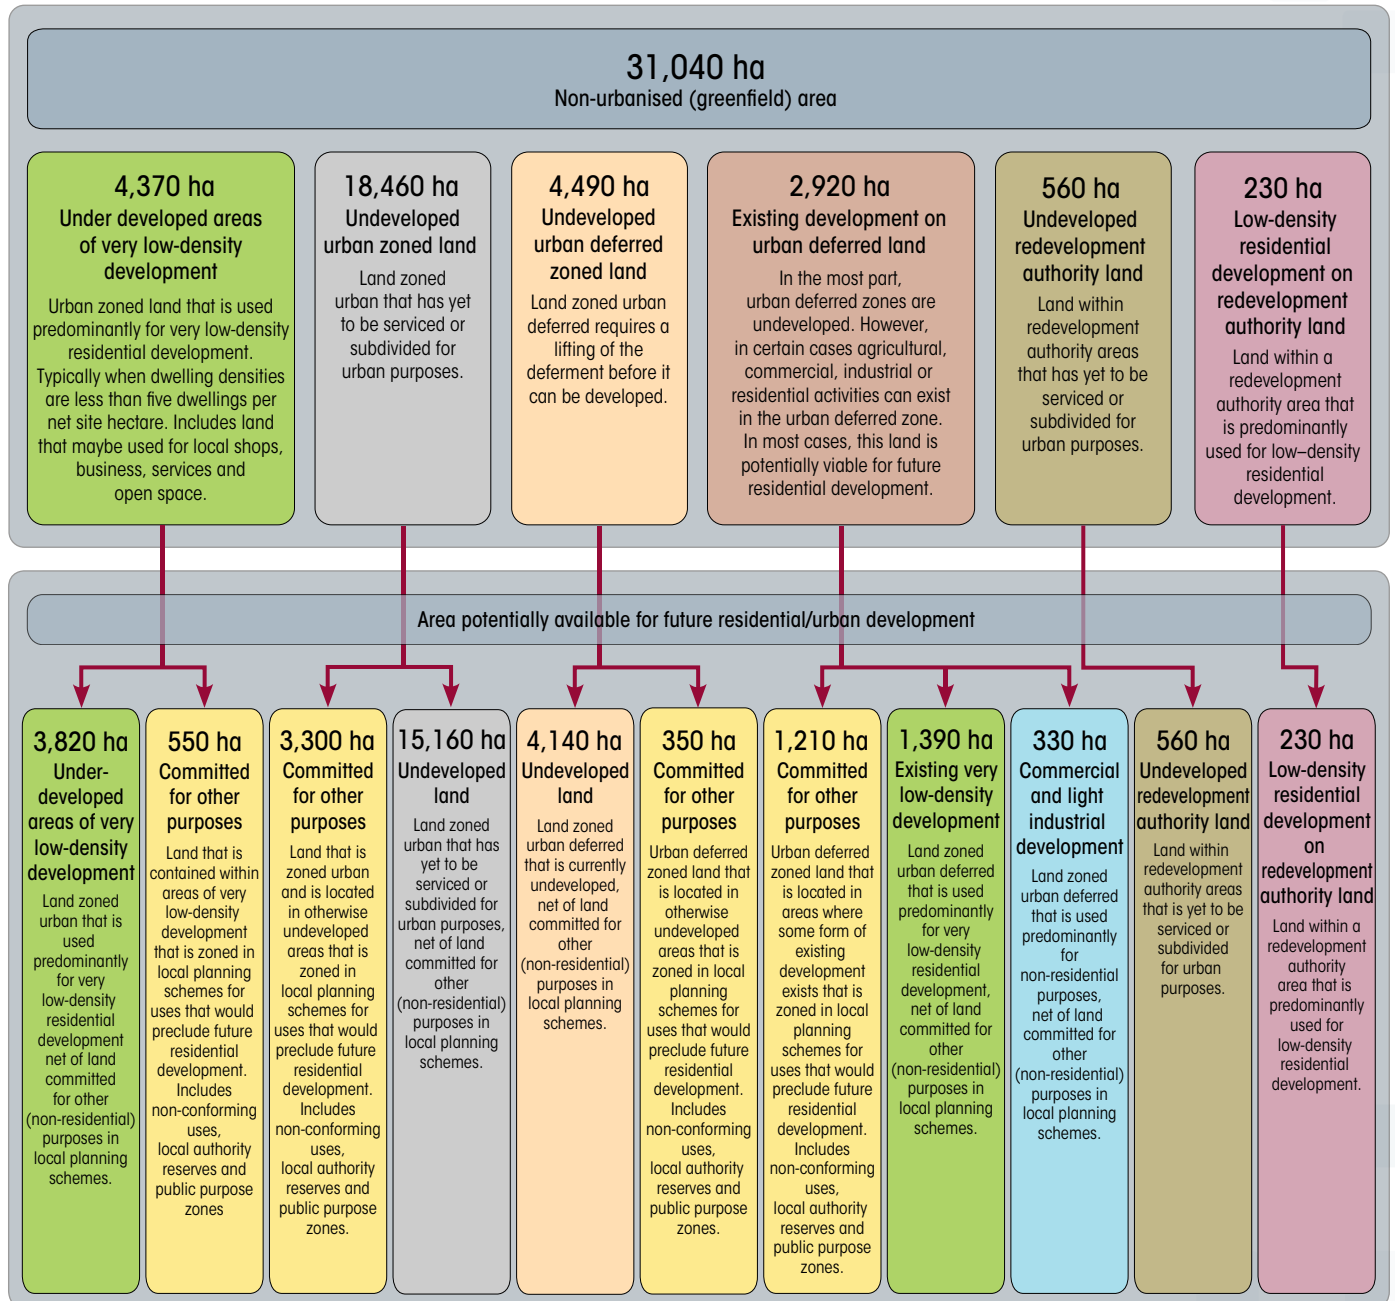 31,040 ha
Non-urbanised (greenfield) area
4,370 ha
Under developed areas
of very low-density
development
Urban zoned land that is used
predominantly for very low-density
residential development.
Typically when dwelling densities
are less than five dwellings per
net site hectare. Includes land
that maybe used for local shops,
business, services and
open space.
18,460 ha
Undeveloped
urban zoned land
Land zoned
urban that has yet
to be serviced or
subdivided for
urban purposes.
4,490 ha
Undeveloped
urban deferred
zoned land
Land zoned urban
deferred requires a
lifting of the
deferment before it
can be developed.
2,920 ha
Existing development on
urban deferred land
In the most part,
urban deferred zones are
undeveloped. However,
in certain cases agricultural,
commercial, industrial or
residential activities can exist
in the urban deferred zone.
In most cases, this land is
potentially viable for future
residential development.
560 ha
Undeveloped
redevelopment
authority land
Land within
redevelopment
authority areas
that has yet to be
serviced or
subdivided for
urban purposes.
230 ha
Low-density
residential
development on
redevelopment
authority land
Land within a
redevelopment
authority area that
is predominantly
used for low–density
residential
development.
Area potentially available for future residential/urban development
3,820 ha
Under-
developed
areas of very
low-density
development
Land zoned
urban that is
used
predominantly
for very
low-density
residential
development
net of land
committed
for other
(non-residential)
purposes in
local planning
schemes.
550 ha
Committed
for other
purposes
Land that is
contained within
areas of very
low-density
development
that is zoned in
local planning
schemes for
uses that would
preclude future
residential
development.
Includes
non-conforming
uses,
local authority
reserves and
public purpose
zones
3,300 ha
Committed
for other
purposes
Land that is
zoned urban
and is located
in otherwise
undeveloped
areas that is
zoned in
local planning
schemes for
uses that would
preclude future
residential
development.
Includes
non-conforming
uses,
local authority
reserves and
public purpose
zones.
15,160 ha
Undeveloped
land
Land zoned
urban that has
yet to be
serviced or
subdivided for
urban purposes,
net of land
committed for
other
(non-residential)
purposes in
local planning
schemes.
4,140 ha
Undeveloped
land
Land zoned
urban deferred
that is currently
undeveloped,
net of land
committed for
other
(non-residential)
purposes in
local planning
schemes.
350 ha
Committed
for other
purposes
Urban deferred
zoned land that
is located in
otherwise
undeveloped
areas that is
zoned in local
planning
schemes for
uses that would
preclude future
residential
development.
Includes
non-conforming
uses,
local authority
reserves and
public purpose
zones.
1,210 ha
Committed
for other
purposes
Urban deferred
zoned land that
is located in
areas where
some form of
existing
development
exists that is
zoned in local
planning
schemes for
uses that would
preclude future
residential
development.
Includes
non-conforming
uses,
local authority
reserves and
public purpose
zones.
1,390 ha
Existing very
low-density
development
Land zoned
urban deferred
that is used
predominantly
for very
low-density
residential
development,
net of land
committed for
other
(non-residential)
purposes in
local planning
schemes.
330 ha
Commercial
and light
industrial
development
Land zoned
urban deferred
that is used
predominantly
for
non-residential
purposes,
net of land
committed for
other
(non-residential)
purposes in
local planning
schemes.
560 ha
Undeveloped
redevelopment
authority land
Land within
redevelopment
authority areas
that is yet to be
serviced or
subdivided
for urban
purposes.
230 ha
Low-density
residential
development
on
redevelopment
authority land
Land within a
redevelopment
authority
area that is
predominantly
used for
low-density
residential
development.